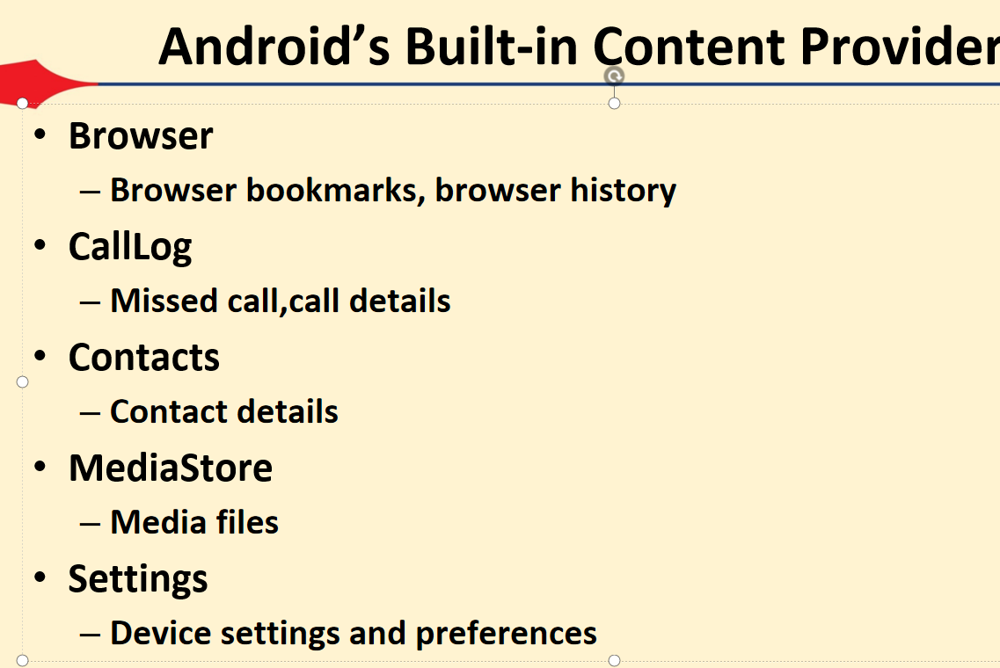 Android’s Built-in Content Provider
• Browser
– Browser bookmarks, browser history
• CallLog
– Missed call,call details
• Contacts
– Contact details
• MediaStore
– Media files
• Settings
– Device settings and preferences